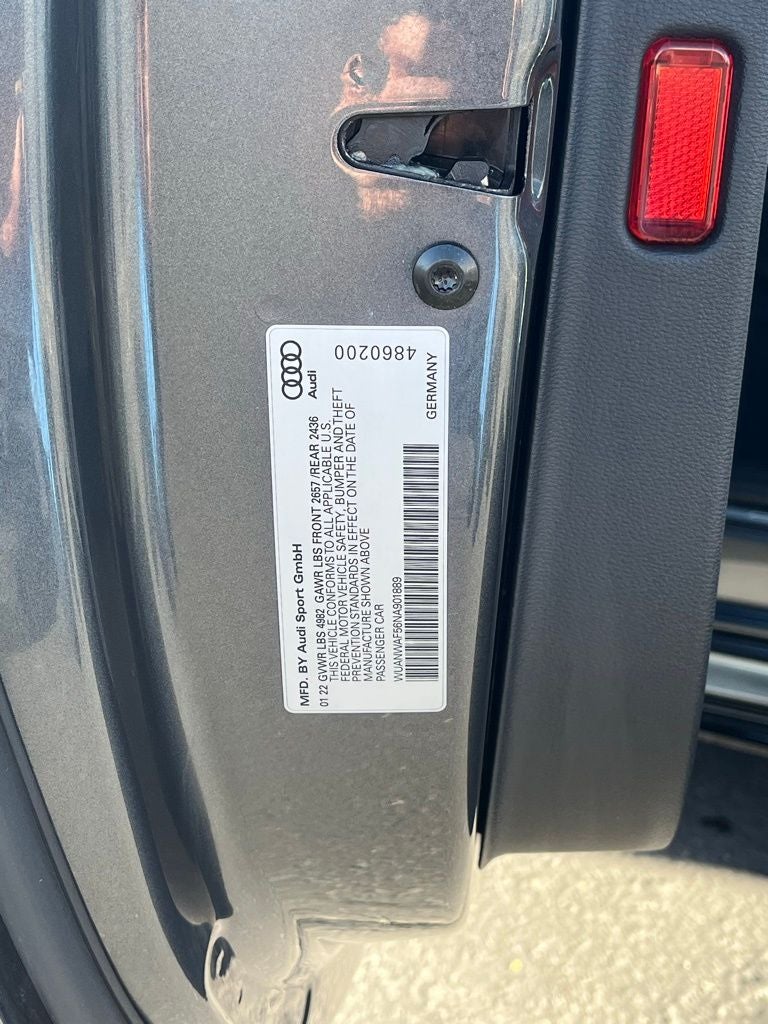 MFD. BY Audi Sport GmbH
Audi
01 22 GVWR LBS 4982 GAWR LBS FRONT 2657 /REAR 2436
THIS VEHICLE CONFORMS TO ALL APPLICABLE U.S.
FEDERAL MOTOR VEHICLE SAFETY, BUMPER AND THEFT
PREVENTION STANDARDS IN EFFECT ON THE DATE OF
MANUFACTURE SHOWN ABOVE
PASSENGER CAR
4860200
WUANWAF56NA901889
GERMANY